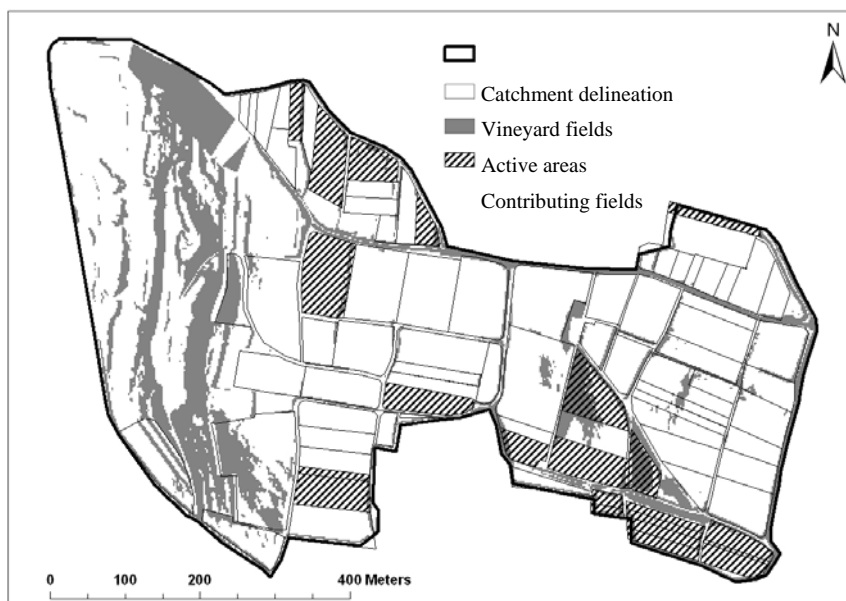 N
Catchment delineation
Vineyard fields
Active areas
Contributing fields
0 100 200 400 Meters